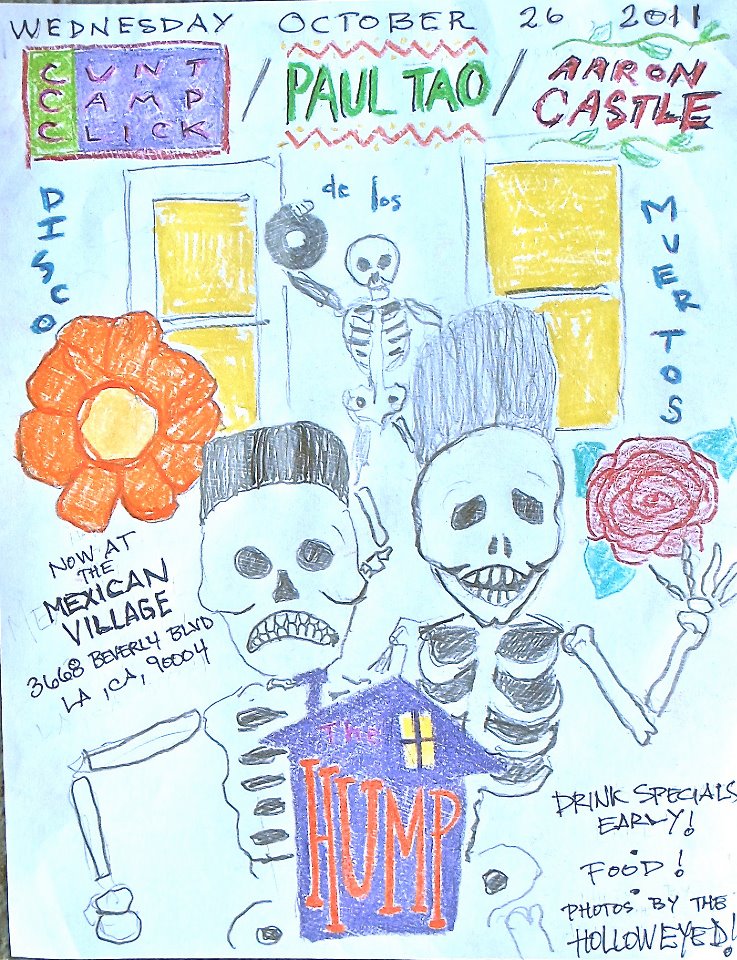 WEDNESDAY OCTOBER 26 2011
CUNT
CAMP
CLICK
/ PAUL TAO /
AARON
CASTLE
DISCO
de los
MUERTOS
NOW AT
THE
MEXICAN
VILLAGE
3668 BEVERLY BLVD
LA, CA, 90004
The
HUMP
DRINK SPECIALS
EARLY!
FOOD!
PHOTOS BY THE
HOLLOWEYED!